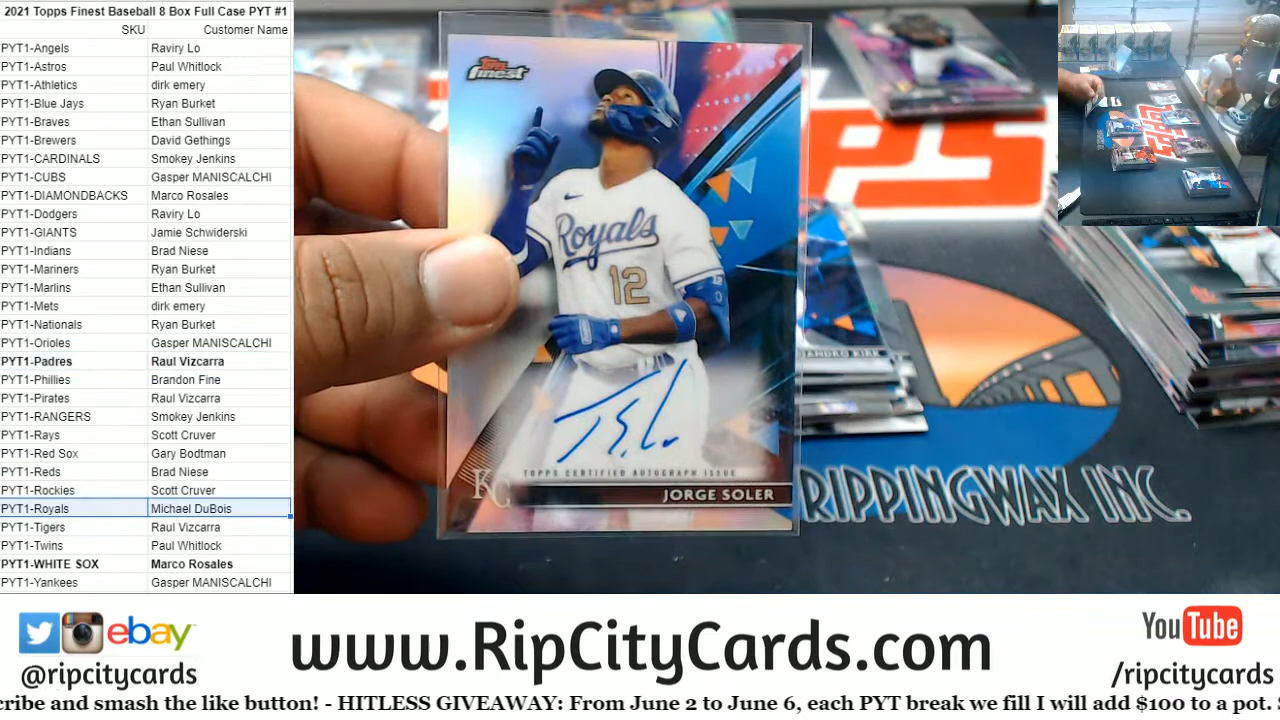 2021 Topps Finest Baseball 8 Box Full Case PYT #1
SKU Customer Name
PYT1-Angels Raviry Lo
PYT1-Astros Paul Whitlock
PYT1-Athletics dirk emery
PYT1-Blue Jays Ryan Burket
PYT1-Braves Ethan Sullivan
PYT1-Brewers David Gethings
PYT1-CARDINALS Smokey Jenkins
PYT1-CUBS Gasper MANISCALCHI
PYT1-DIAMONDBACKS Marco Rosales
PYT1-Dodgers Raviry Lo
PYT1-GIANTS Jamie Schwiderski
PYT1-Indians Brad Niese
PYT1-Mariners Ryan Burket
PYT1-Marlins Ethan Sullivan
PYT1-Mets dirk emery
PYT1-Nationals Ryan Burket
PYT1-Orioles Gasper MANISCALCHI
PYT1-Padres Raul Vizcarra
PYT1-Phillies Brandon Fine
PYT1-Pirates Raul Vizcarra
PYT1-RANGERS Smokey Jenkins
PYT1-Rays Scott Cruver
PYT1-Red Sox Gary Bodtman
PYT1-Reds Brad Niese
PYT1-Rockies Scott Cruver
PYT1-Royals Michael DuBois
PYT1-Tigers Raul Vizcarra
PYT1-Twins Paul Whitlock
PYT1-WHITE SOX Marco Rosales
PYT1-Yankees Gasper MANISCALCHI
Topps
finest
Royals
12
TOPPS CERTIFIED AUTOGRAPH ISSUE
KC
JORGE SOLER
PS
KIRK
RIPPINGWAX INC.
ebay
@ripcitycards
www.RipCityCards.com
YouTube
/ripcitycards
cribe and smash the like button! - HITLESS GIVEAWAY: From June 2 to June 6, each PYT break we fill I will add $100 to a pot.